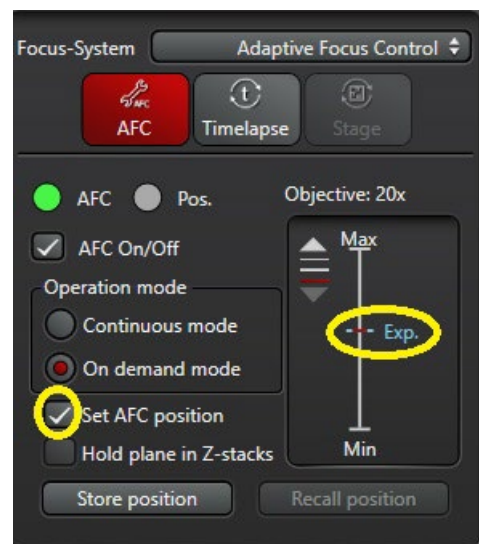 Focus-System Adaptive Focus Control
AFC
AFC Timelapse Stage
AFC Pos. Objective: 20x
AFC On/Off
Max
Operation mode
Continuous mode
Exp.
On demand mode
Set AFC position
Hold plane in Z-stacks
Min
Store position Recall position